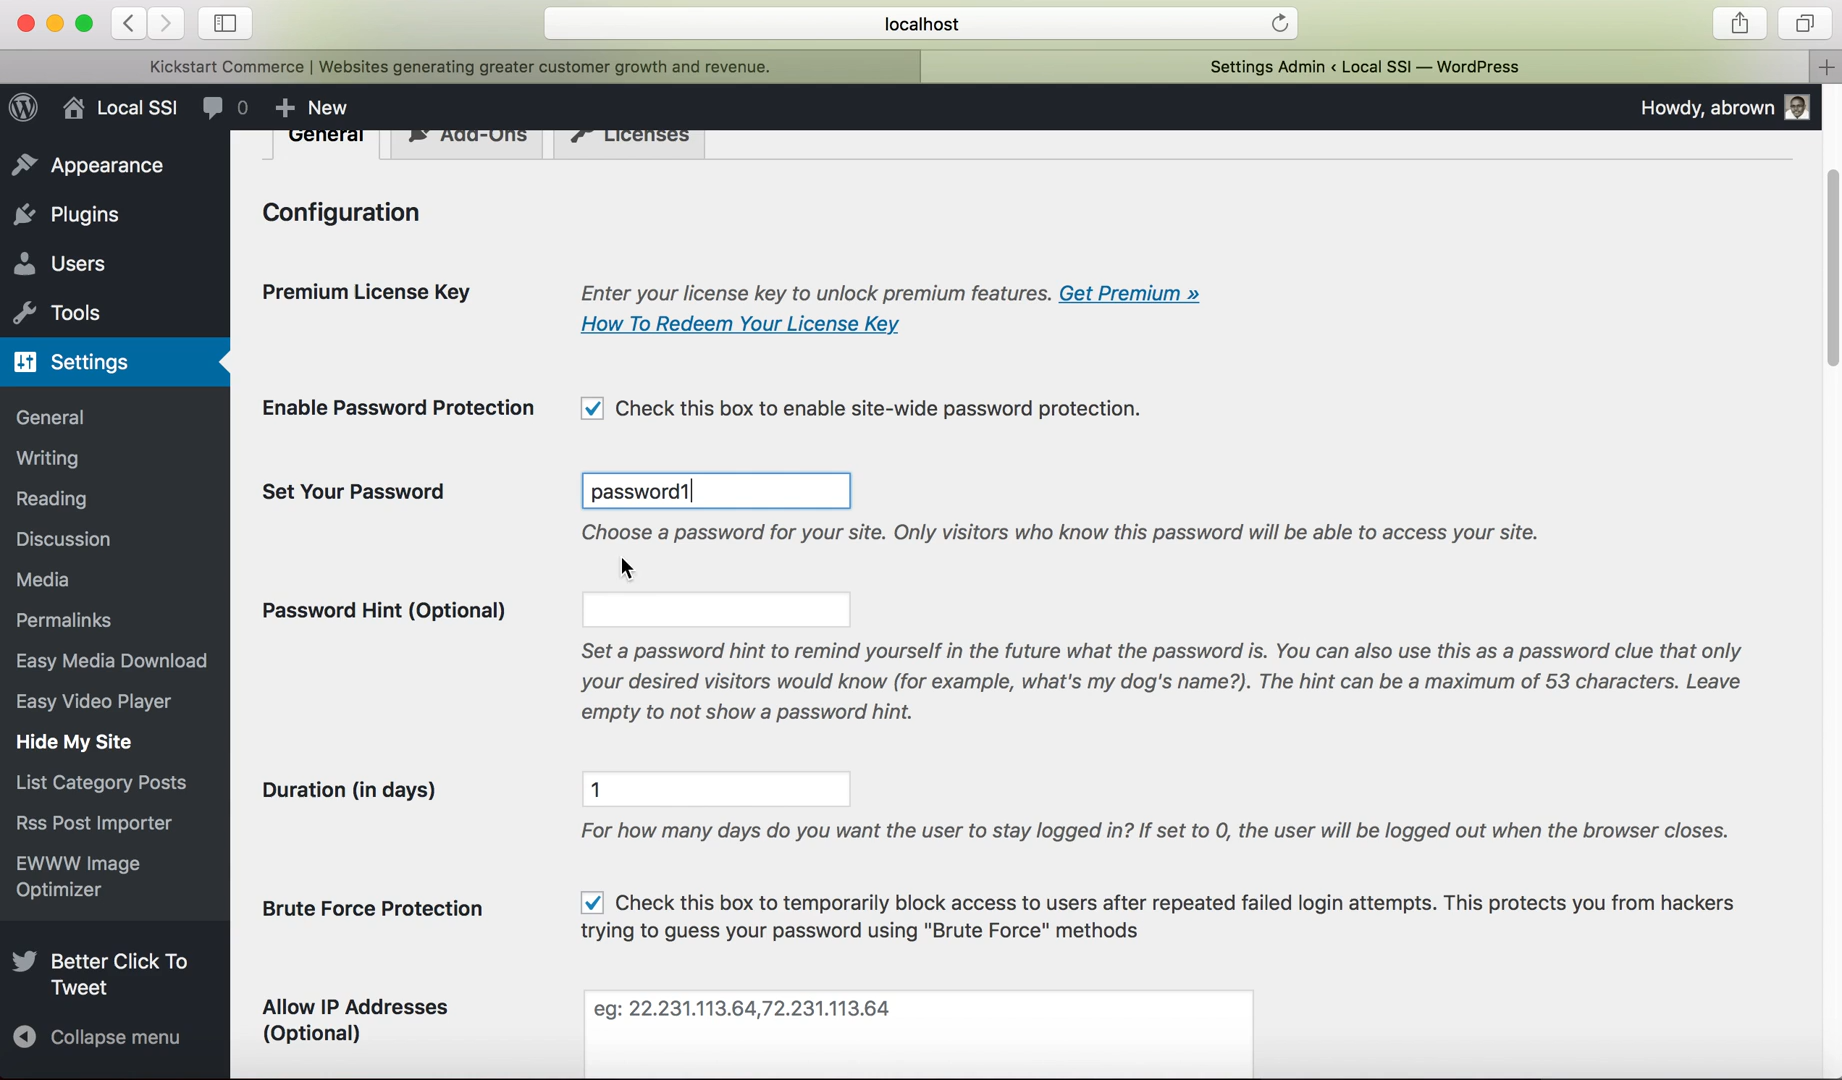 localhost
Kickstart Commerce | Websites generating greater customer growth and revenue.
Settings Admin ‹ Local SSI — WordPress
Local SSI
0
New
Howdy, abrown
General
Add-Ons
Licenses
Appearance
Plugins
Users
Tools
Settings
General
Writing
Reading
Discussion
Media
Permalinks
Easy Media Download
Easy Video Player
Hide My Site
List Category Posts
Rss Post Importer
EWWW Image
Optimizer
Better Click To
Tweet
Collapse menu
Configuration
Premium License Key
Enter your license key to unlock premium features. Get Premium »
How To Redeem Your License Key
Enable Password Protection
Check this box to enable site-wide password protection.
Set Your Password
password1
Choose a password for your site. Only visitors who know this password will be able to access your site.
Password Hint (Optional)
Set a password hint to remind yourself in the future what the password is. You can also use this as a password clue that only
your desired visitors would know (for example, what's my dog's name?). The hint can be a maximum of 53 characters. Leave
empty to not show a password hint.
Duration (in days)
1
For how many days do you want the user to stay logged in? If set to 0, the user will be logged out when the browser closes.
Brute Force Protection
Check this box to temporarily block access to users after repeated failed login attempts. This protects you from hackers
trying to guess your password using "Brute Force" methods
Allow IP Addresses
(Optional)
eg: 22.231.113.64,72.231.113.64